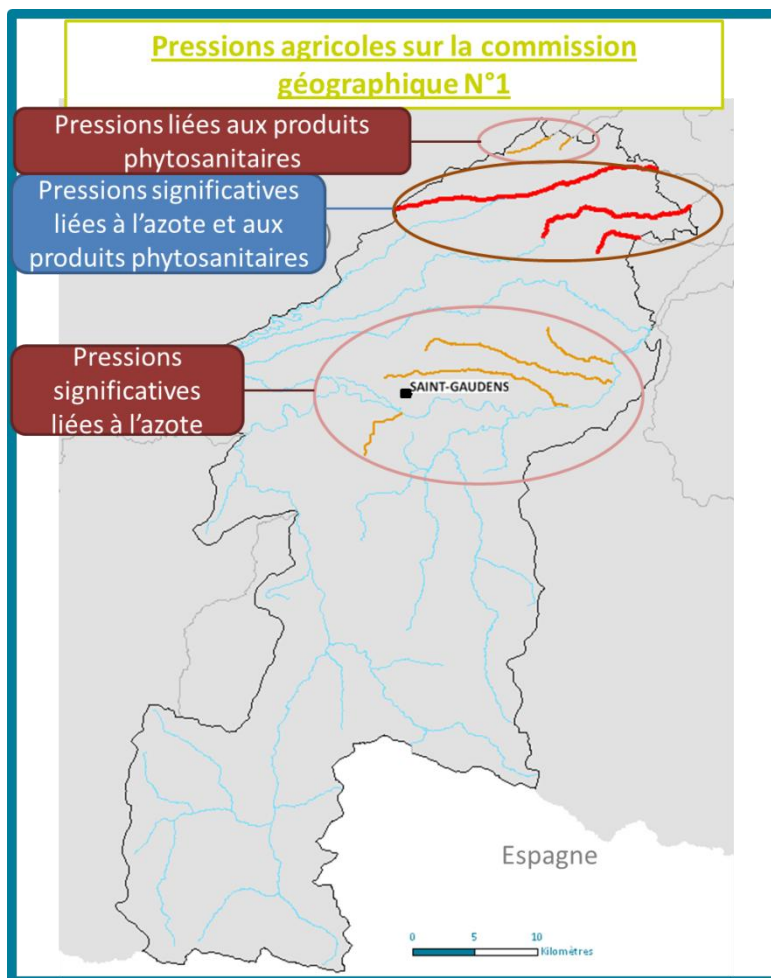 Pressions agricoles sur la commission
géographique N°1
Pressions liées aux produits
phytosanitaires
Pressions significatives
liées à l’azote et aux
produits phytosanitaires
Pressions
significatives
liées à l’azote
SAINT-GAUDENS
Espagne
0 5 10
Kilomètres